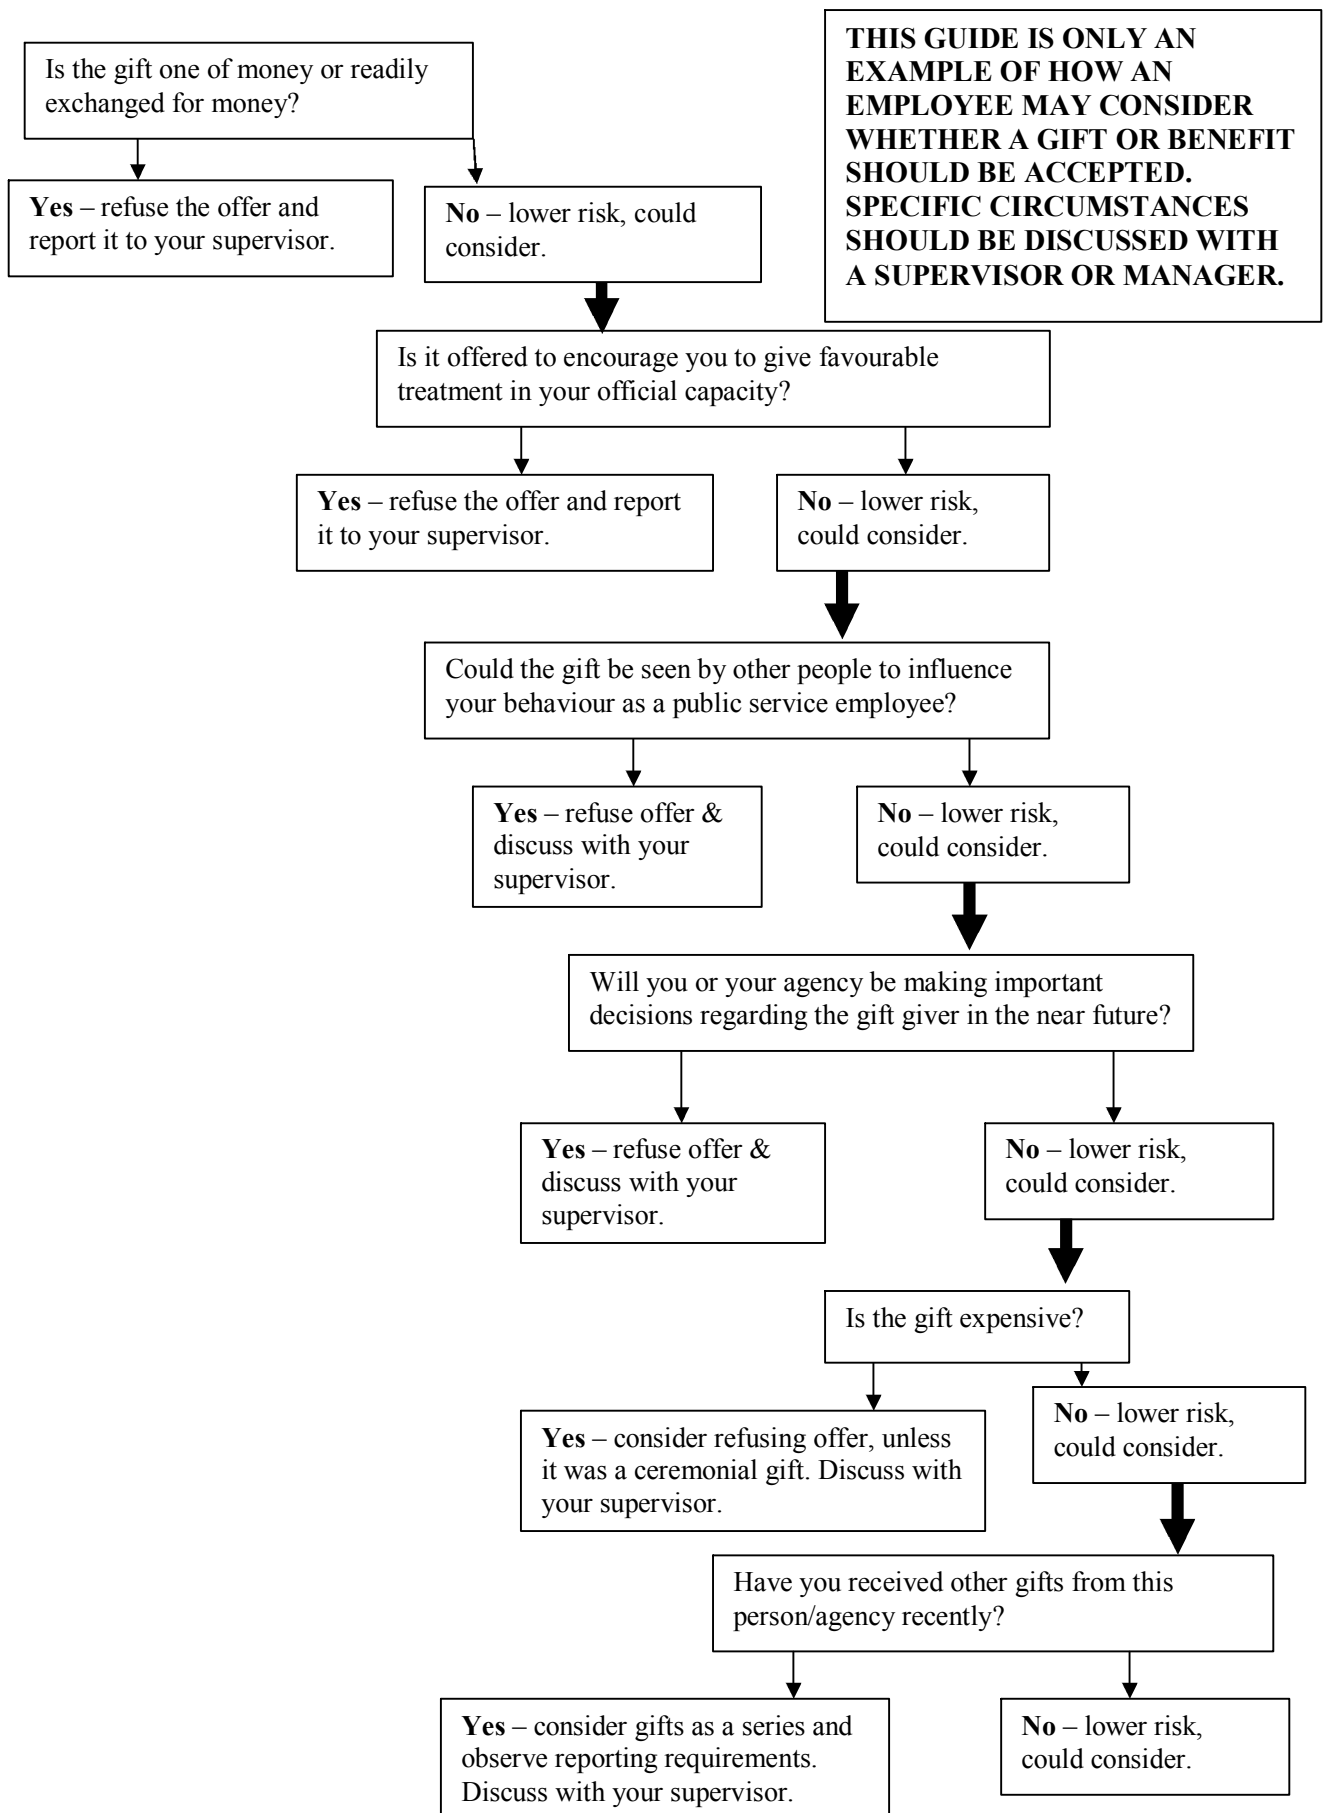 Is the gift one of money or readily
exchanged for money?
THIS GUIDE IS ONLY AN
EXAMPLE OF HOW AN
EMPLOYEE MAY CONSIDER
WHETHER A GIFT OR BENEFIT
SHOULD BE ACCEPTED.
SPECIFIC CIRCUMSTANCES
SHOULD BE DISCUSSED WITH
A SUPERVISOR OR MANAGER.
Yes – refuse the offer and
report it to your supervisor.
No – lower risk, could
consider.
Is it offered to encourage you to give favourable
treatment in your official capacity?
Yes – refuse the offer and report
it to your supervisor.
No – lower risk,
could consider.
Could the gift be seen by other people to influence
your behaviour as a public service employee?
Yes – refuse offer &
discuss with your
supervisor.
No – lower risk,
could consider.
Will you or your agency be making important
decisions regarding the gift giver in the near future?
Yes – refuse offer &
discuss with your
supervisor.
No – lower risk,
could consider.
Is the gift expensive?
Yes – consider refusing offer, unless
it was a ceremonial gift. Discuss with
your supervisor.
No – lower risk,
could consider.
Have you received other gifts from this
person/agency recently?
Yes – consider gifts as a series and
observe reporting requirements.
Discuss with your supervisor.
No – lower risk,
could consider.